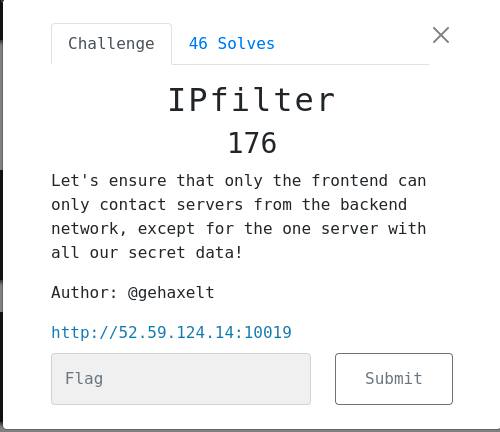 Challenge 46 Solves
IPfilter
176
Let's ensure that only the frontend can
only contact servers from the backend
network, except for the one server with
all our secret data!
Author: @gehaxelt
http://52.59.124.14:10019
Flag Submit